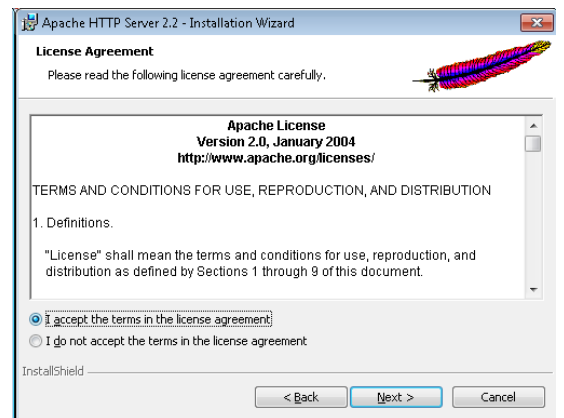 Apache HTTP Server 2.2 - Installation Wizard
License Agreement
Please read the following license agreement carefully.
Apache License
Version 2.0, January 2004
http://www.apache.org/licenses/
TERMS AND CONDITIONS FOR USE, REPRODUCTION, AND DISTRIBUTION
1. Definitions.
"License" shall mean the terms and conditions for use, reproduction, and
distribution as defined by Sections 1 through 9 of this document.
I accept the terms in the license agreement
I do not accept the terms in the license agreement
InstallShield
< Back Next > Cancel